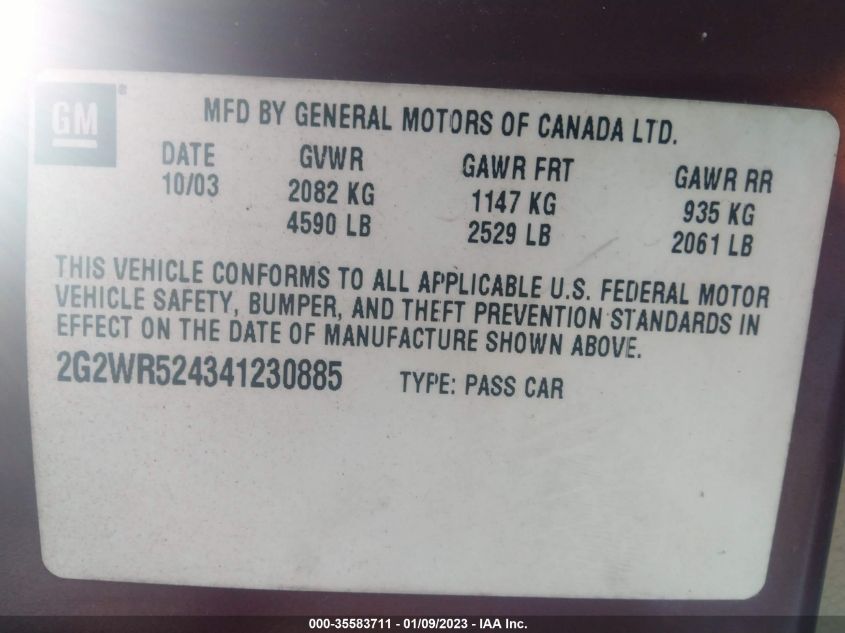 GM®
MFD BY GENERAL MOTORS OF CANADA LTD.
DATE GVWR GAWR FRT GAWR RR
10/03 2082 KG 1147 KG 935 KG
4590 LB 2529 LB 2061 LB
THIS VEHICLE CONFORMS TO ALL APPLICABLE U.S. FEDERAL MOTOR
VEHICLE SAFETY, BUMPER, AND THEFT PREVENTION STANDARDS IN
EFFECT ON THE DATE OF MANUFACTURE SHOWN ABOVE.
2G2WR524341230885 TYPE: PASS CAR
000-35583711 - 01/09/2023 - IAA Inc.